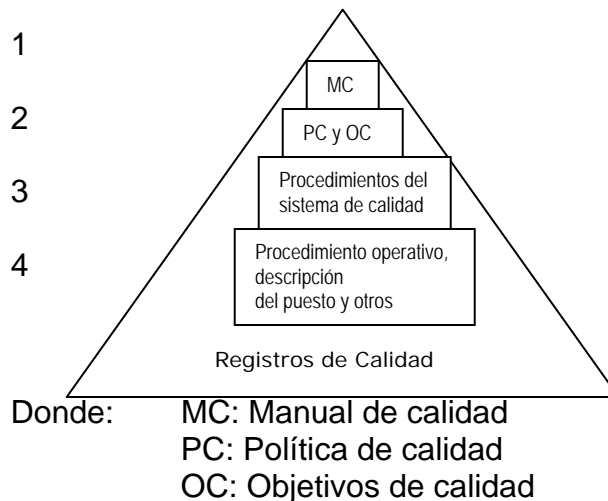 1
MC
2
PC y OC
3
Procedimientos del
sistema de calidad
4
Procedimiento operativo,
descripción
del puesto y otros
Registros de Calidad
Donde: MC: Manual de calidad
PC: Política de calidad
OC: Objetivos de calidad